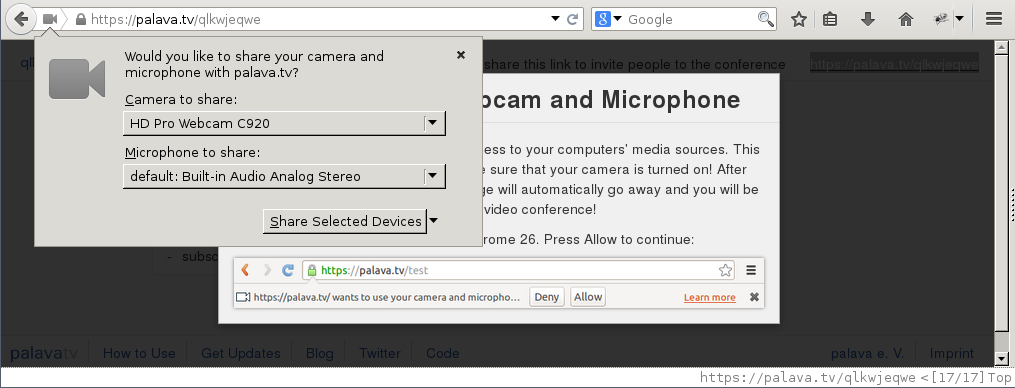 https://palava.tv/qlkwjeqwe
Google
Would you like to share your camera and
microphone with palava.tv?
Camera to share:
HD Pro Webcam C920
Microphone to share:
default: Built-in Audio Analog Stereo
Share Selected Devices
share this link to invite people to the conference
https://palava.tv/qlkwjeqwe
and Microphone
ess to your computers' media sources. This
e sure that your camera is turned on! After
ge will automatically go away and you will be
video conference!
rome 26. Press Allow to continue:
https://palava.tv/test
https://palava.tv/ wants to use your camera and micropho…
Deny
Allow
Learn more
- subsc
palava tv
How to Use
Get Updates
Blog
Twitter
Code
palava e. V.
Imprint
https://palava.tv/qlkwjeqwe <[17/17] Top